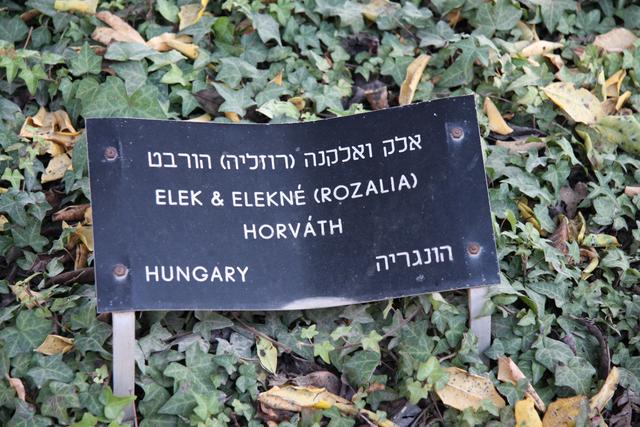 אלק ואלקנה (רוזליה) הורבט
ELEK & ELEKNÉ (ROZALIA)
HORVÁTH
HUNGARY הונגריה